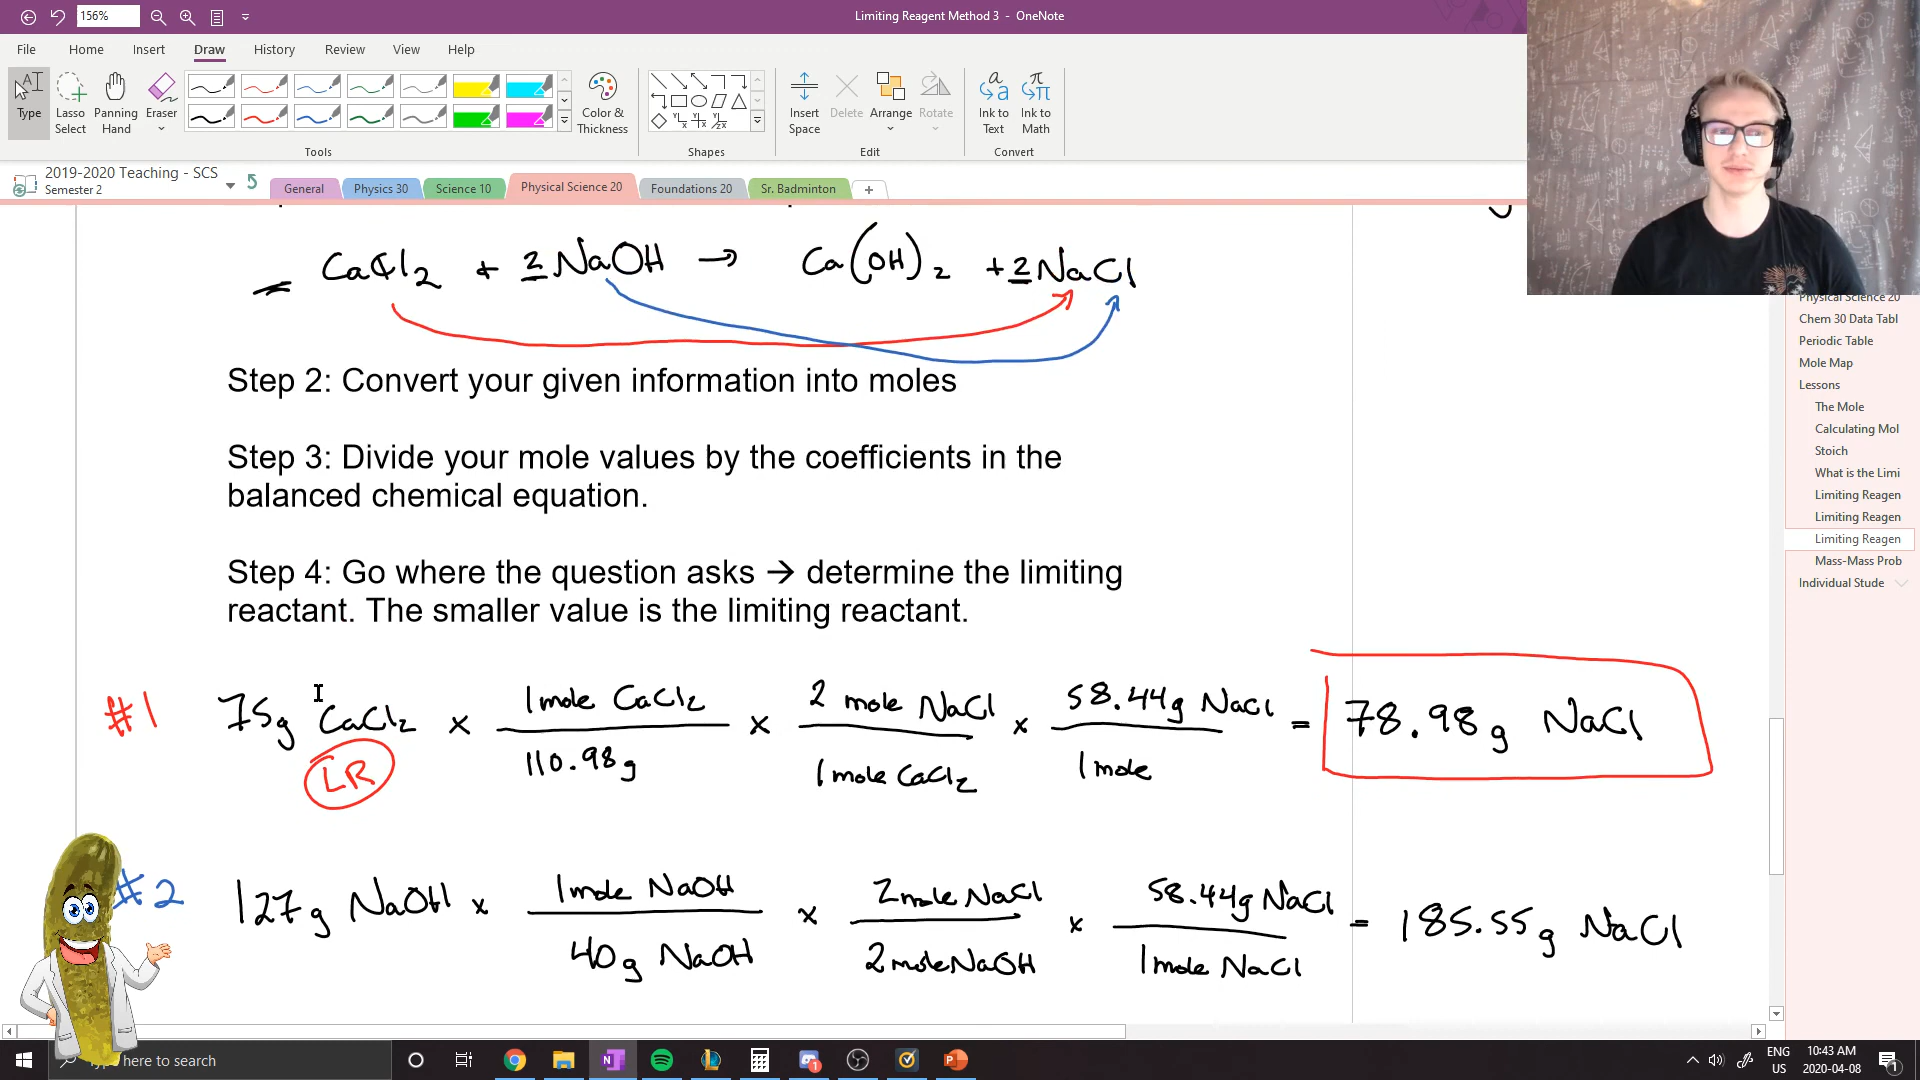 156%
Limiting Reagent Method 3 - OneNote
File Home Insert Draw History Review View Help
Type
Lasso Select
Panning Hand
Eraser
Color & Thickness
Insert Space
Delete
Arrange
Rotate
Ink to Text
Ink to Math
Tools
Shapes
Edit
Convert
2019-2020 Teaching - SCS
Semester 2
General
Physics 30
Science 10
Physical Science 20
Foundations 20
Sr. Badminton
+
CaCl2 + 2 NaOH → Ca(OH)2 + 2 NaCl
Step 2: Convert your given information into moles
Step 3: Divide your mole values by the coefficients in the
balanced chemical equation.
Step 4: Go where the question asks → determine the limiting
reactant. The smaller value is the limiting reactant.
#1 75g CaCl2 x 1mole CaCl2 / 110.98g x 2 mole NaCl / 1mole CaCl2 x 58.44g NaCl / 1mole = 78.98g NaCl
LR
#2 127g NaOH x 1mole NaOH / 40g NaOH x 2mole NaCl / 2moleNaOH x 58.44g NaCl / 1mole NaCl = 185.55g NaCl
Physical Science 20
Chem 30 Data Tabl
Periodic Table
Mole Map
Lessons
The Mole
Calculating Mol
Stoich
What is the Limi
Limiting Reagen
Limiting Reagen
Limiting Reagen
Mass-Mass Prob
Individual Stude
here to search
ENG
US
10:43 AM
2020-04-08
1